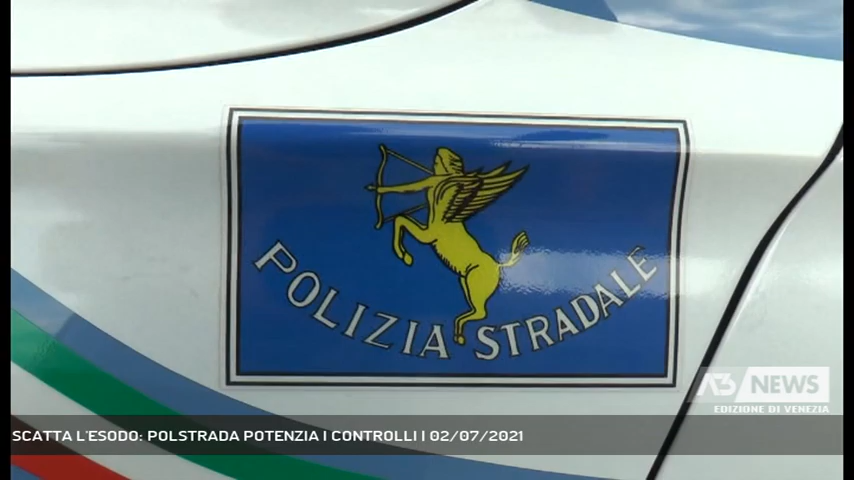 POLIZIA STRADALE
A3 NEWS
EDIZIONE DI VENEZIA
SCATTA L'ESODO: POLSTRADA POTENZIA I CONTROLLI | 02/07/2021